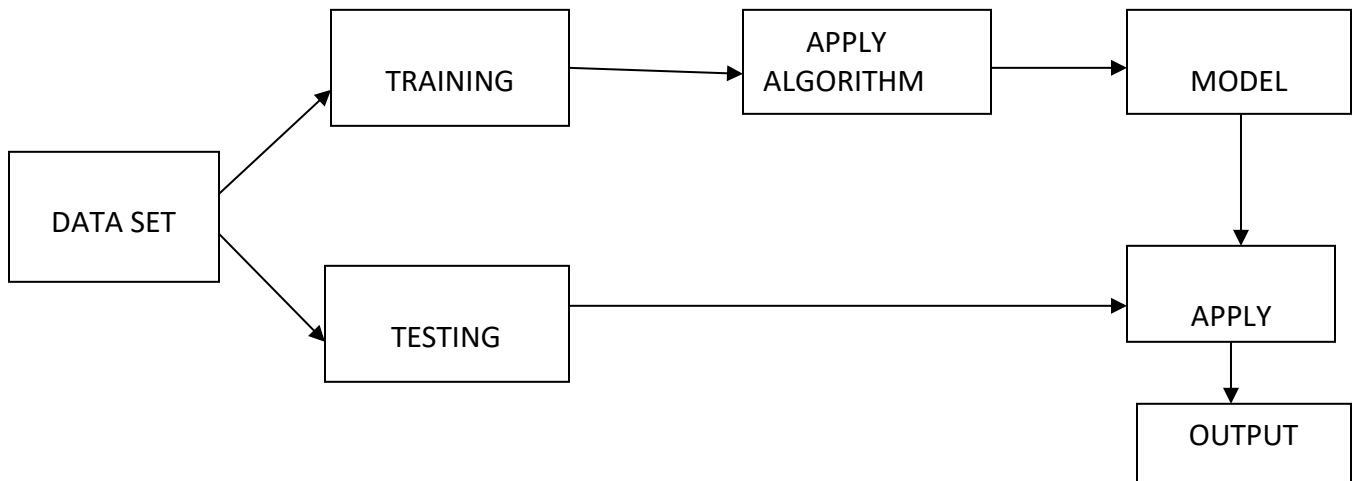 APPLY
ALGORITHM
TRAINING
MODEL
DATA SET
TESTING
APPLY
OUTPUT